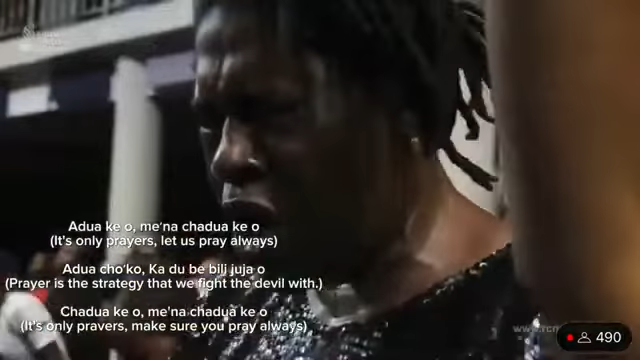 Adua ke o, me'na chadua ke o
(It's only prayers, let us pray always)
Adua cho'ko, Ka du be bili juja o
(Prayer is the strategy that we fight the devil with.)
Chadua ke o, me'na chadua ke o
(It's only prayers, make sure you pray always)
490